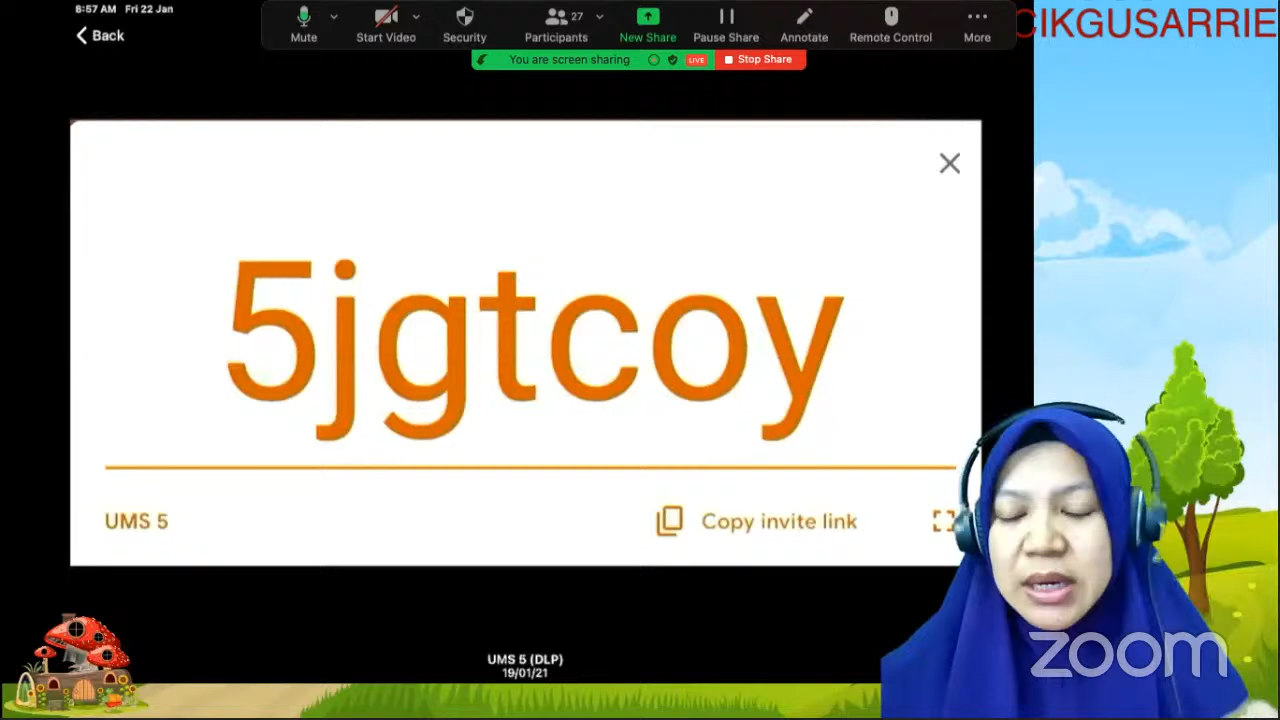 8:57 AM Fri 22 Jan
Back
Mute
Start Video
Security
27
Participants
New Share
Pause Share
Annotate
Remote Control
More
You are screen sharing
LIVE
Stop Share
CIKGUSARRIE
5jgtcoy
UMS 5
Copy invite link
UMS 5 (DLP)
19/01/21
zoom